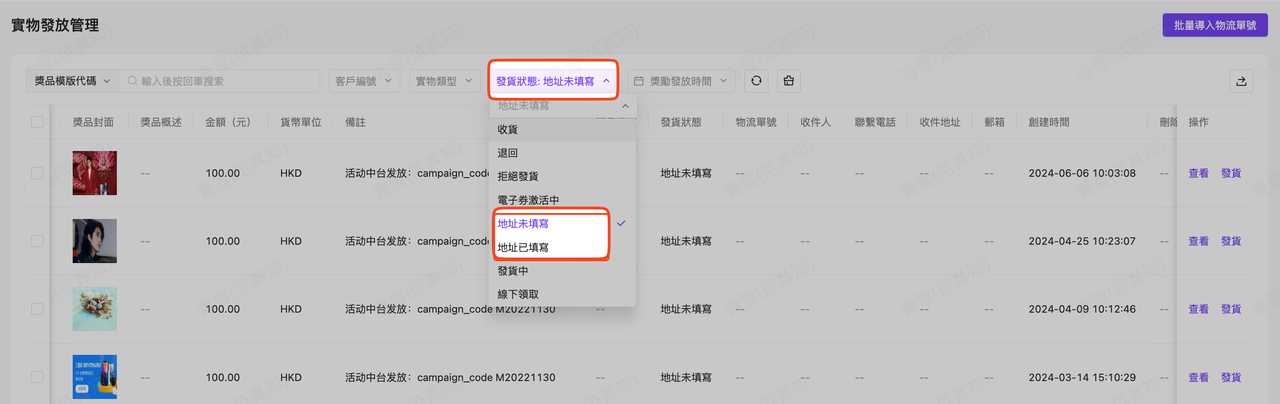 實物發放管理
批量導入物流單號
獎品模版代碼
輸入後按回車搜索
客戶編號
實物類型
發貨狀態: 地址未填寫
獎勵發放時間
地址未填寫
收貨
退回
拒絕發貨
電子券激活中
地址未填寫
地址已填寫
發貨中
線下領取
獎品封面 獎品概述 金額（元） 貨幣單位 備註 發貨狀態 物流單號 收件人 聯繫電話 收件地址 郵箱 創建時間 刪除 操作
-- 100.00 HKD 活动中台发放：campaign_code 地址未填寫 -- -- -- -- -- 2024-06-06 10:03:08 -- 查看 發貨
-- 100.00 HKD 活动中台发放：campaign_code 地址未填寫 -- -- -- -- -- 2024-04-25 10:23:07 -- 查看 發貨
-- 100.00 HKD 活动中台发放：campaign_code M20221130 -- 地址未填寫 -- -- -- -- -- 2024-04-09 10:12:46 -- 查看 發貨
-- 100.00 HKD 活动中台发放：campaign_code M20221130 -- 地址未填寫 -- -- -- -- -- 2024-03-14 15:10:29 -- 查看 發貨